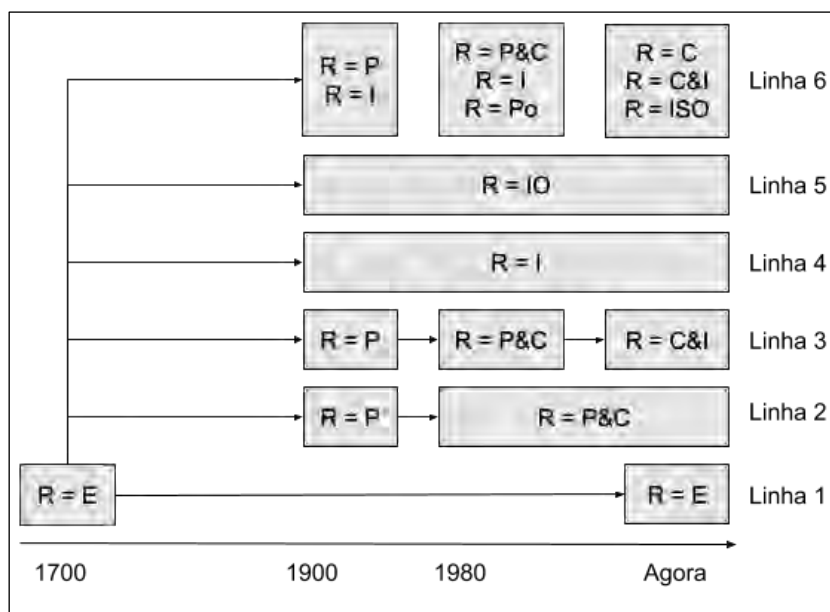 R = P
R = I
R = P&C
R = I
R = Po
R = C
R = C&I
R = ISO
Linha 6
R = IO
Linha 5
R = I
Linha 4
R = P
R = P&C
R = C&I
Linha 3
R = P
R = P&C
Linha 2
R = E
R = E
Linha 1
1700
1900
1980
Agora